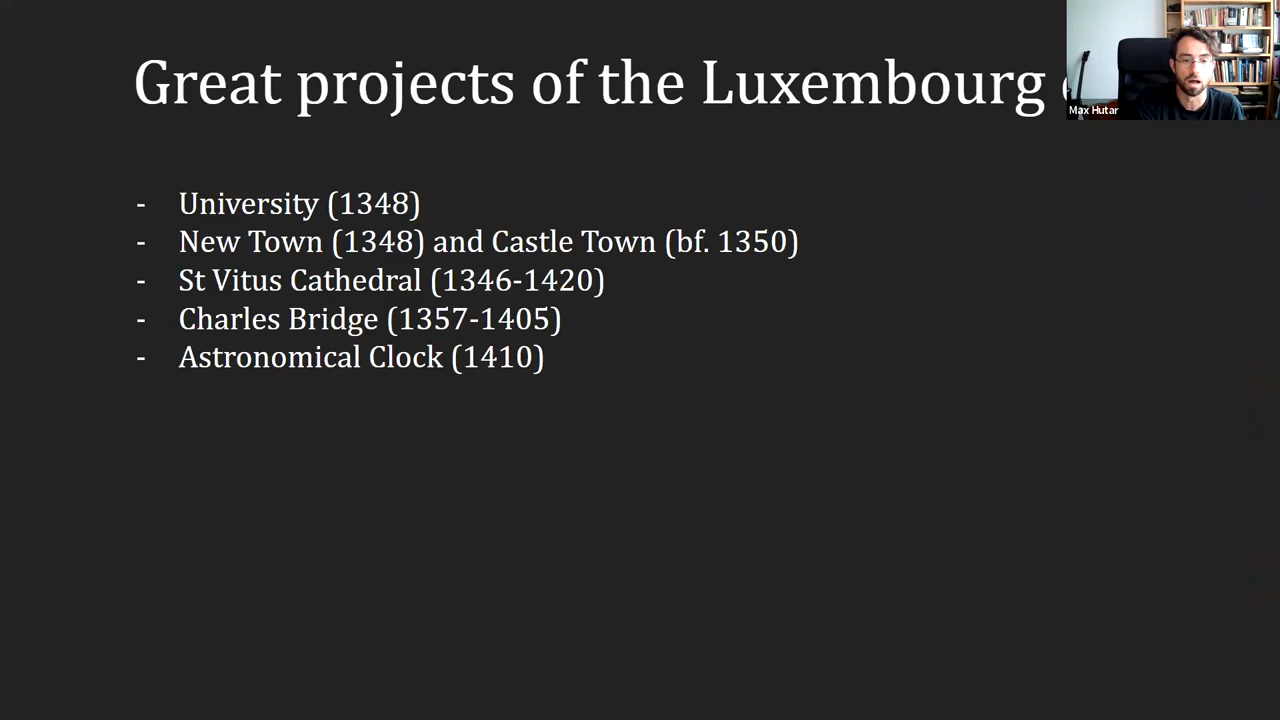 Great projects of the Luxembourg
Max Hutar
- University (1348)
- New Town (1348) and Castle Town (bf. 1350)
- St Vitus Cathedral (1346-1420)
- Charles Bridge (1357-1405)
- Astronomical Clock (1410)